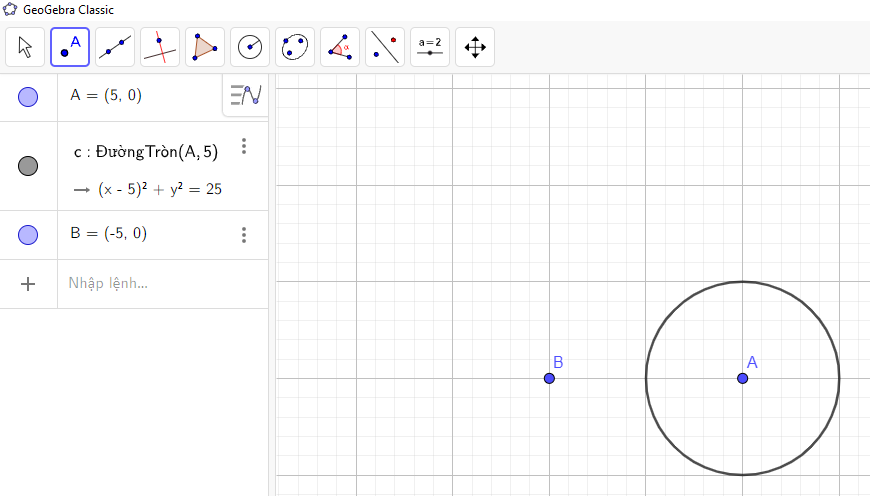 GeoGebra Classic
A
α
a=2
A = (5, 0)
c : ĐườngTròn(A, 5)
→ (x - 5)² + y² = 25
B = (-5, 0)
+ Nhập lệnh...
B
A